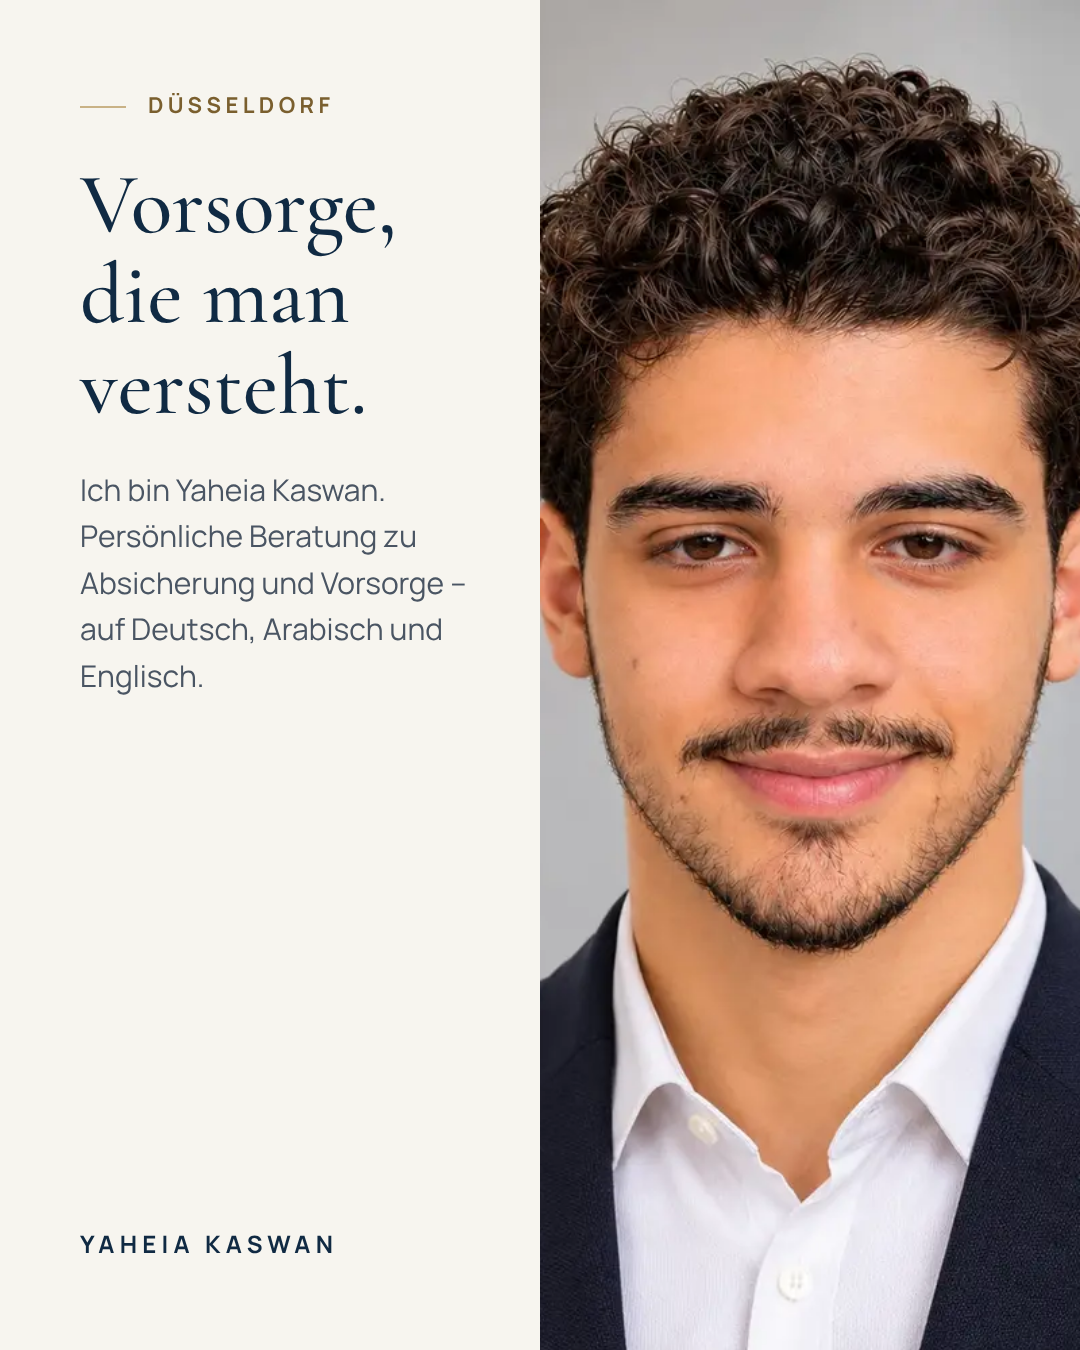 DÜSSELDORF
Vorsorge,
die man
versteht.
Ich bin Yaheia Kaswan.
Persönliche Beratung zu
Absicherung und Vorsorge –
auf Deutsch, Arabisch und
Englisch.
YAHEIA KASWAN